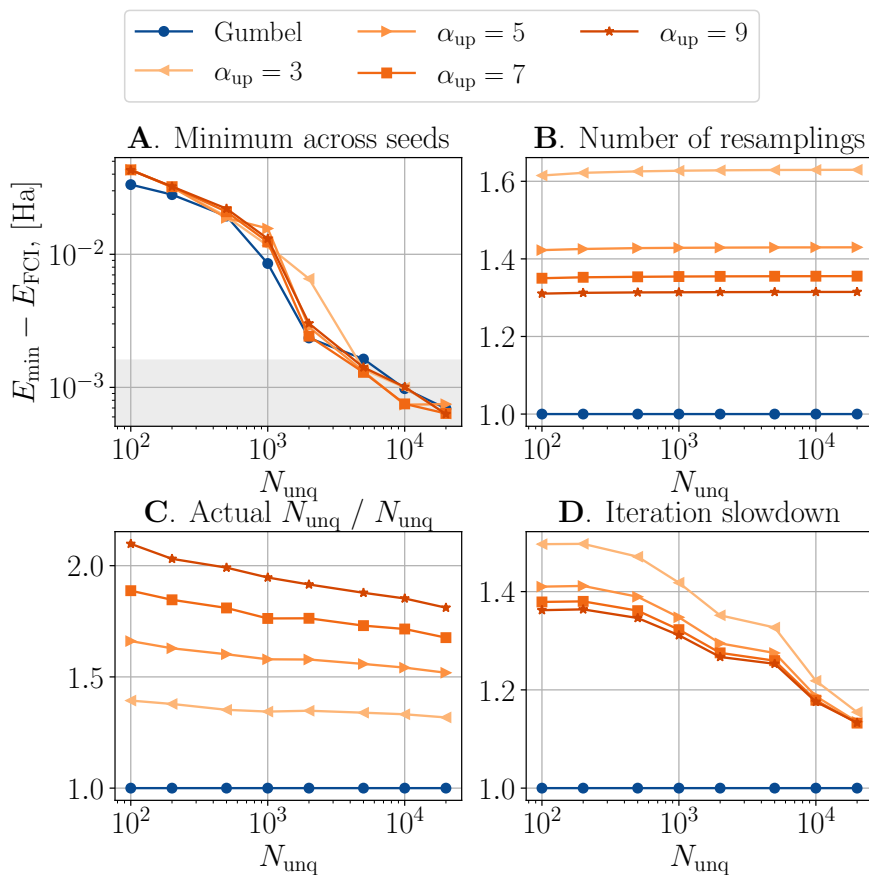 Gumbel
α_up = 3
α_up = 5
α_up = 7
α_up = 9
A. Minimum across seeds
B. Number of resamplings
E_min − E_FCI, [Ha]
10^−2
10^−3
10^2 10^3 10^4
N_unq
1.6
1.4
1.2
1.0
10^2 10^3 10^4
N_unq
C. Actual N_unq / N_unq
D. Iteration slowdown
2.0
1.5
1.0
10^2 10^3 10^4
N_unq
1.4
1.2
1.0
10^2 10^3 10^4
N_unq